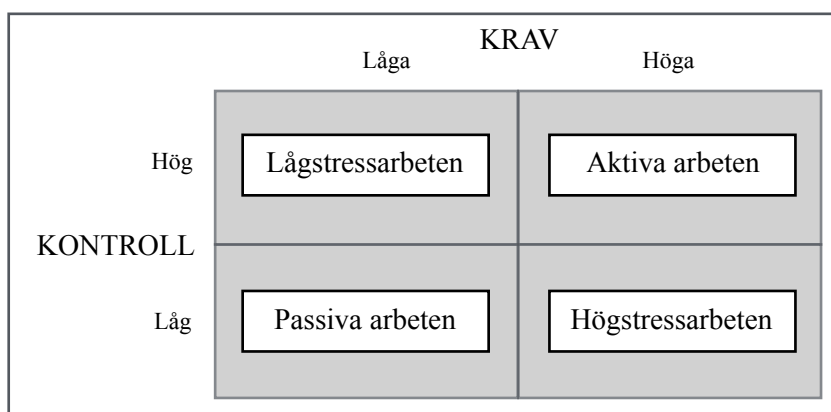 KRAV
Låga Höga
Hög Lågstressarbeten Aktiva arbeten
KONTROLL
Låg Passiva arbeten Högstressarbeten